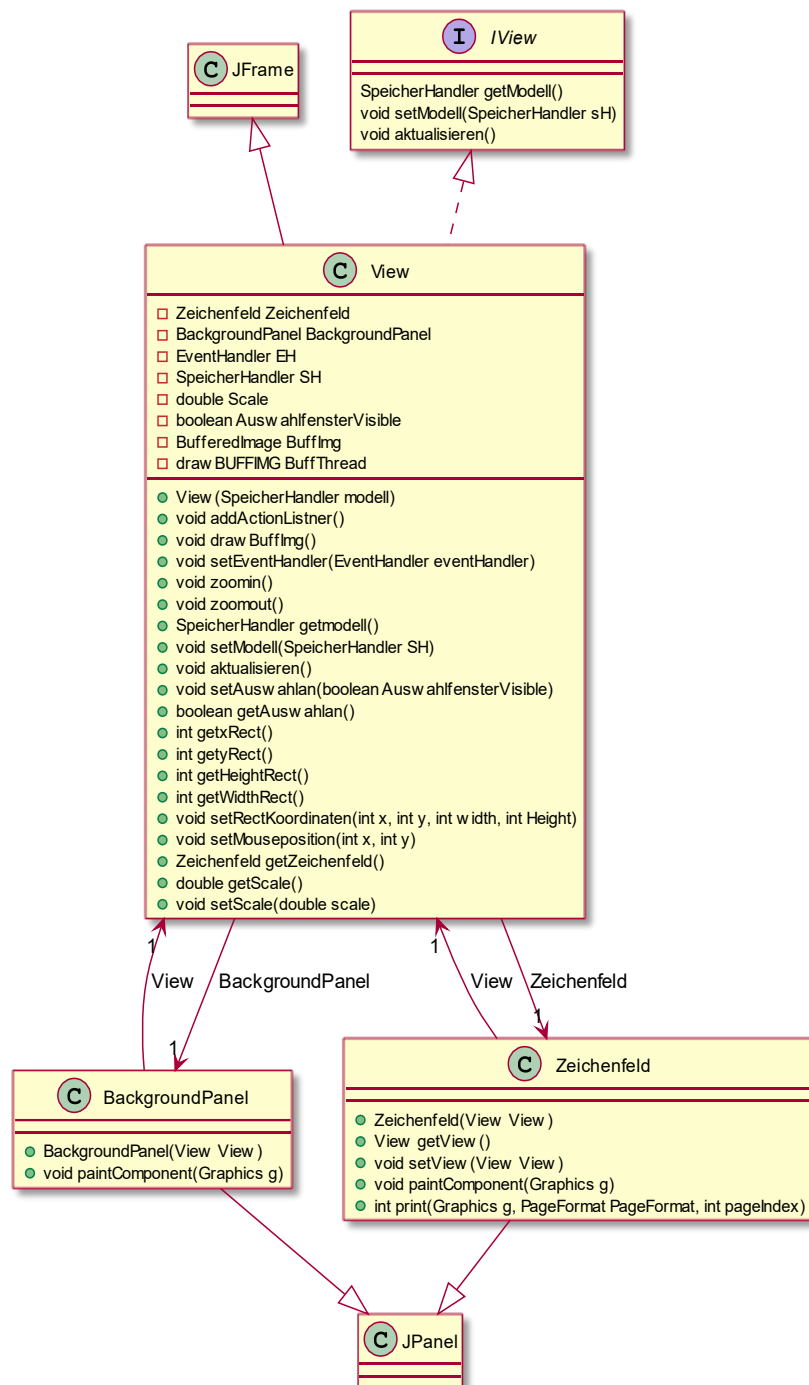 I IView
C JFrame
SpeicherHandler getModell()
void setModell(SpeicherHandler sH)
void aktualisieren()
C View
Zeichenfeld Zeichenfeld
BackgroundPanel BackgroundPanel
EventHandler EH
SpeicherHandler SH
double Scale
boolean AuswahlfensterVisible
BufferedImage BuffImg
drawBUFFIMG BuffThread
View(SpeicherHandler modell)
void addActionListner()
void drawBuffImg()
void setEventHandler(EventHandler eventHandler)
void zoomin()
void zoomout()
SpeicherHandler getmodell()
void setModell(SpeicherHandler SH)
void aktualisieren()
void setAuswahlan(boolean AuswahlfensterVisible)
boolean getAuswahlan()
int getxRect()
int getyRect()
int getHeightRect()
int getWidthRect()
void setRectKoordinaten(int x, int y, int width, int Height)
void setMouseposition(int x, int y)
Zeichenfeld getZeichenfeld()
double getScale()
void setScale(double scale)
1
1
View
BackgroundPanel
View
Zeichenfeld
1
1
C BackgroundPanel
BackgroundPanel(View View)
void paintComponent(Graphics g)
C Zeichenfeld
Zeichenfeld(View View)
View getView()
void setView(View View)
void paintComponent(Graphics g)
int print(Graphics g, PageFormat PageFormat, int pageIndex)
C JPanel